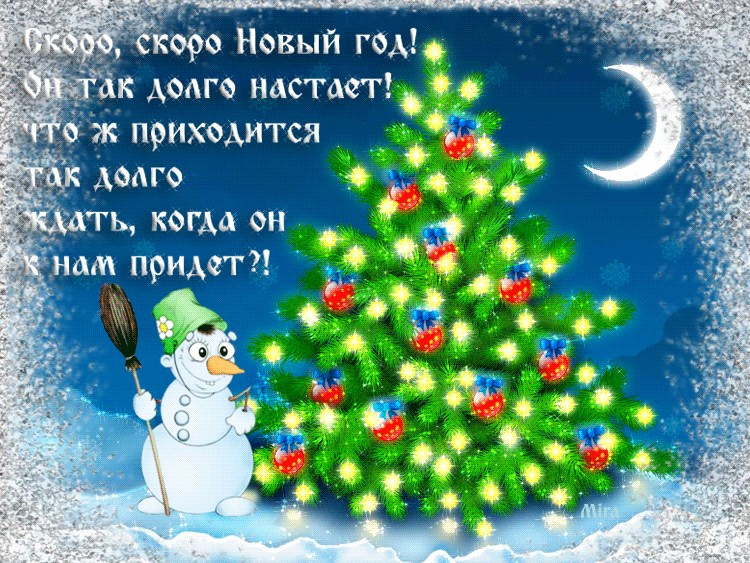 Скоро, скоро Новый год!
Он так долго настает!
что ж приходится
так долго
ждать, когда он
к нам придет?!
Mira